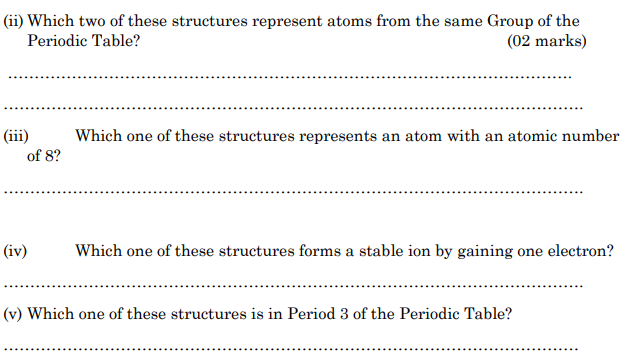 (ii) Which two of these structures represent atoms from the same Group of the
Periodic Table? (02 marks)
................................................................................................................
..................................................................................................................
(iii) Which one of these structures represents an atom with an atomic number
of 8?
..................................................................................................................
(iv) Which one of these structures forms a stable ion by gaining one electron?
..................................................................................................................
(v) Which one of these structures is in Period 3 of the Periodic Table?
.................................................................................................................